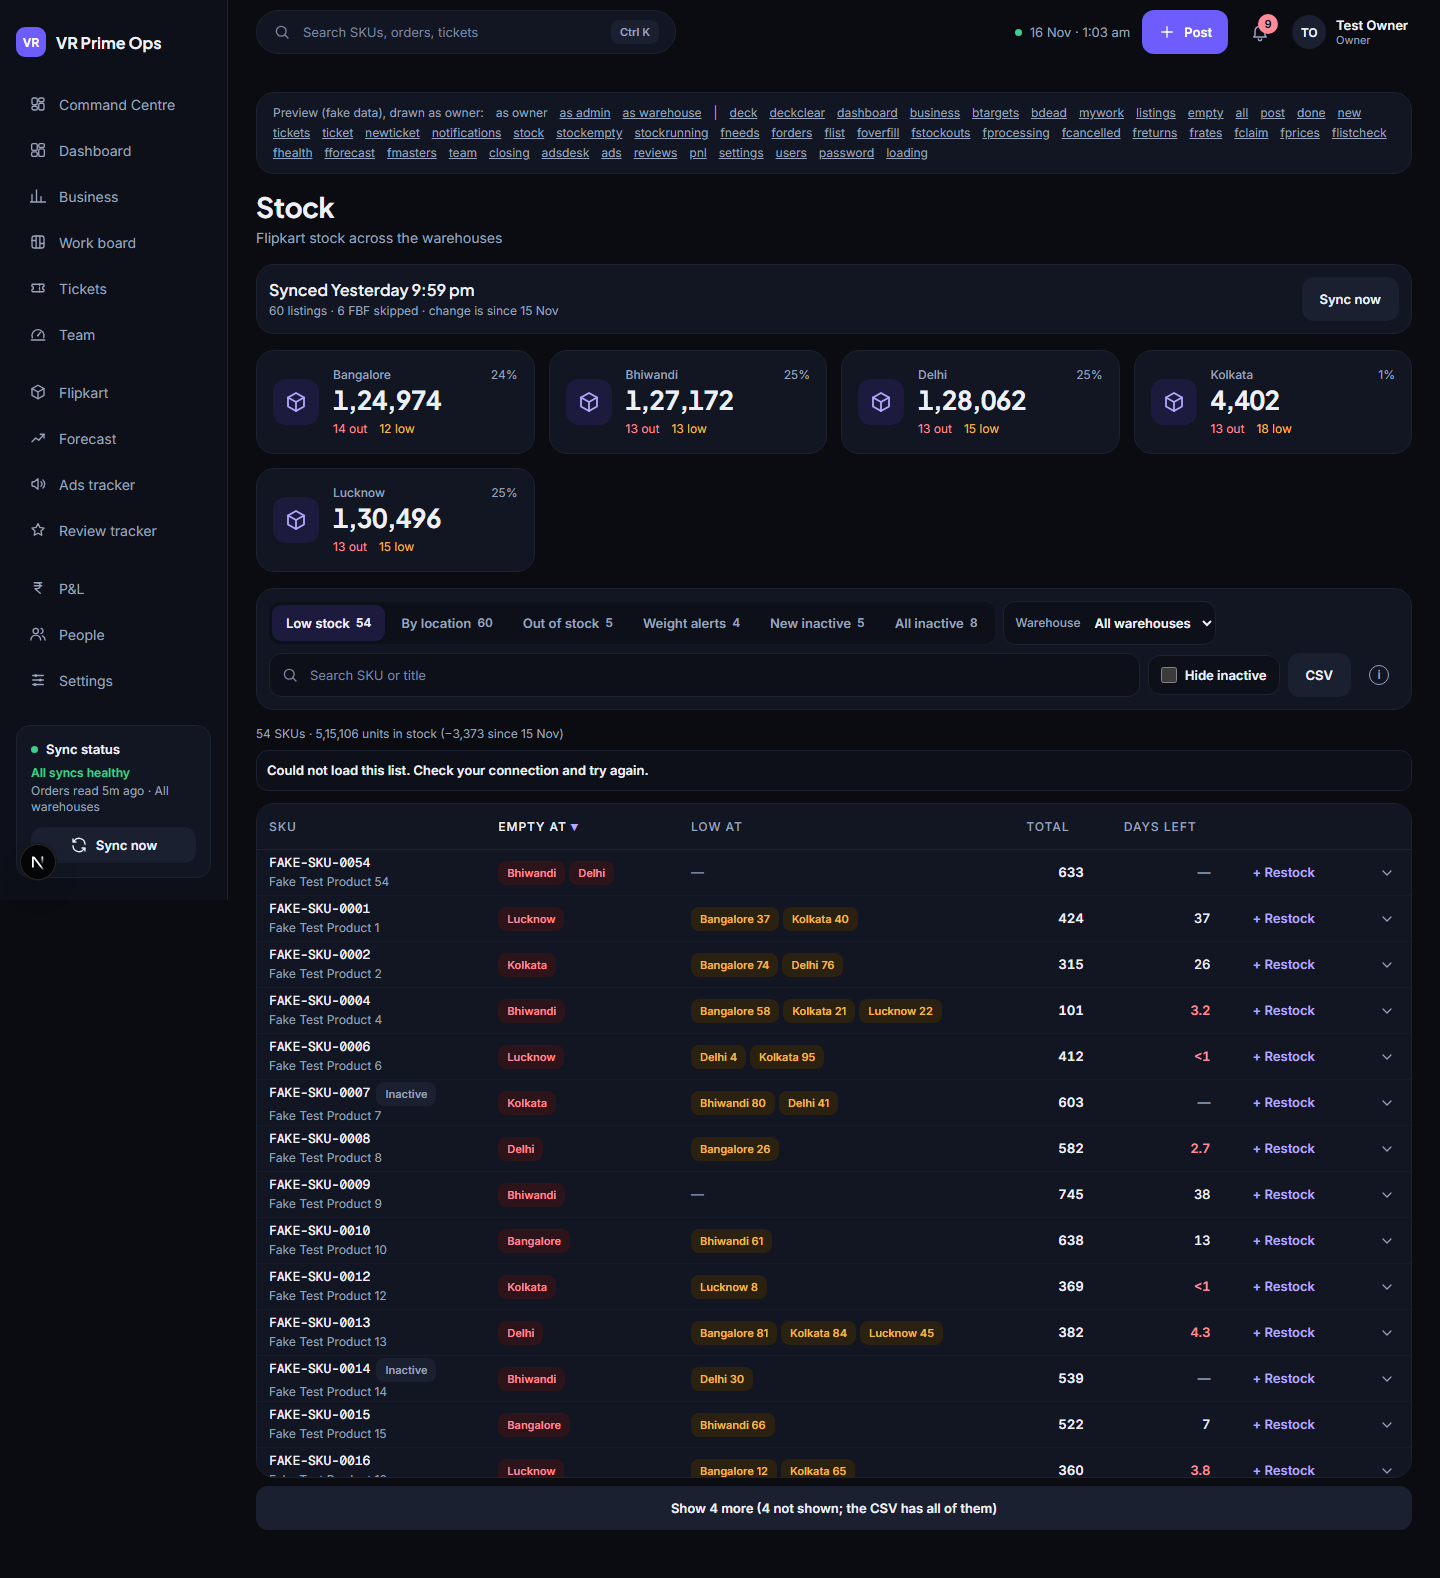 VR VR Prime Ops
Search SKUs, orders, tickets Ctrl K
16 Nov · 1:03 am
+ Post
9
TO Test Owner
Owner
Command Centre
Dashboard
Business
Work board
Tickets
Team
Flipkart
Forecast
Ads tracker
Review tracker
₹ P&L
People
Settings
Sync status
All syncs healthy
Orders read 5m ago · All
warehouses
Sync now
N
Preview (fake data), drawn as owner: as owner as admin as warehouse | deck deckclear dashboard business btargets bdead mywork listings empty all post done new
tickets ticket newticket notifications stock stockempty stockrunning fneeds forders flist foverfill fstockouts fprocessing fcancelled freturns frates fclaim fprices flistcheck
fhealth fforecast fmasters team closing adsdesk ads reviews pnl settings users password loading
Stock
Flipkart stock across the warehouses
Synced Yesterday 9:59 pm
60 listings · 6 FBF skipped · change is since 15 Nov
Sync now
Bangalore 24%
1,24,974
14 out 12 low
Bhiwandi 25%
1,27,172
13 out 13 low
Delhi 25%
1,28,062
13 out 15 low
Kolkata 1%
4,402
13 out 18 low
Lucknow 25%
1,30,496
13 out 15 low
Low stock 54 By location 60 Out of stock 5 Weight alerts 4 New inactive 5 All inactive 8 Warehouse All warehouses
Search SKU or title Hide inactive CSV i
54 SKUs · 5,15,106 units in stock (−3,373 since 15 Nov)
Could not load this list. Check your connection and try again.
SKU EMPTY AT ▼ LOW AT TOTAL DAYS LEFT
FAKE-SKU-0054
Fake Test Product 54
Bhiwandi Delhi — 633 — + Restock
FAKE-SKU-0001
Fake Test Product 1
Lucknow Bangalore 37 Kolkata 40 424 37 + Restock
FAKE-SKU-0002
Fake Test Product 2
Kolkata Bangalore 74 Delhi 76 315 26 + Restock
FAKE-SKU-0004
Fake Test Product 4
Bhiwandi Bangalore 58 Kolkata 21 Lucknow 22 101 3.2 + Restock
FAKE-SKU-0006
Fake Test Product 6
Lucknow Delhi 4 Kolkata 95 412 <1 + Restock
FAKE-SKU-0007 Inactive
Fake Test Product 7
Kolkata Bhiwandi 80 Delhi 41 603 — + Restock
FAKE-SKU-0008
Fake Test Product 8
Delhi Bangalore 26 582 2.7 + Restock
FAKE-SKU-0009
Fake Test Product 9
Bhiwandi — 745 38 + Restock
FAKE-SKU-0010
Fake Test Product 10
Bangalore Bhiwandi 61 638 13 + Restock
FAKE-SKU-0012
Fake Test Product 12
Kolkata Lucknow 8 369 <1 + Restock
FAKE-SKU-0013
Fake Test Product 13
Delhi Bangalore 81 Kolkata 84 Lucknow 45 382 4.3 + Restock
FAKE-SKU-0014 Inactive
Fake Test Product 14
Bhiwandi Delhi 30 539 — + Restock
FAKE-SKU-0015
Fake Test Product 15
Bangalore Bhiwandi 66 522 7 + Restock
FAKE-SKU-0016
Lucknow Bangalore 12 Kolkata 65 360 3.8 + Restock
Show 4 more (4 not shown; the CSV has all of them)